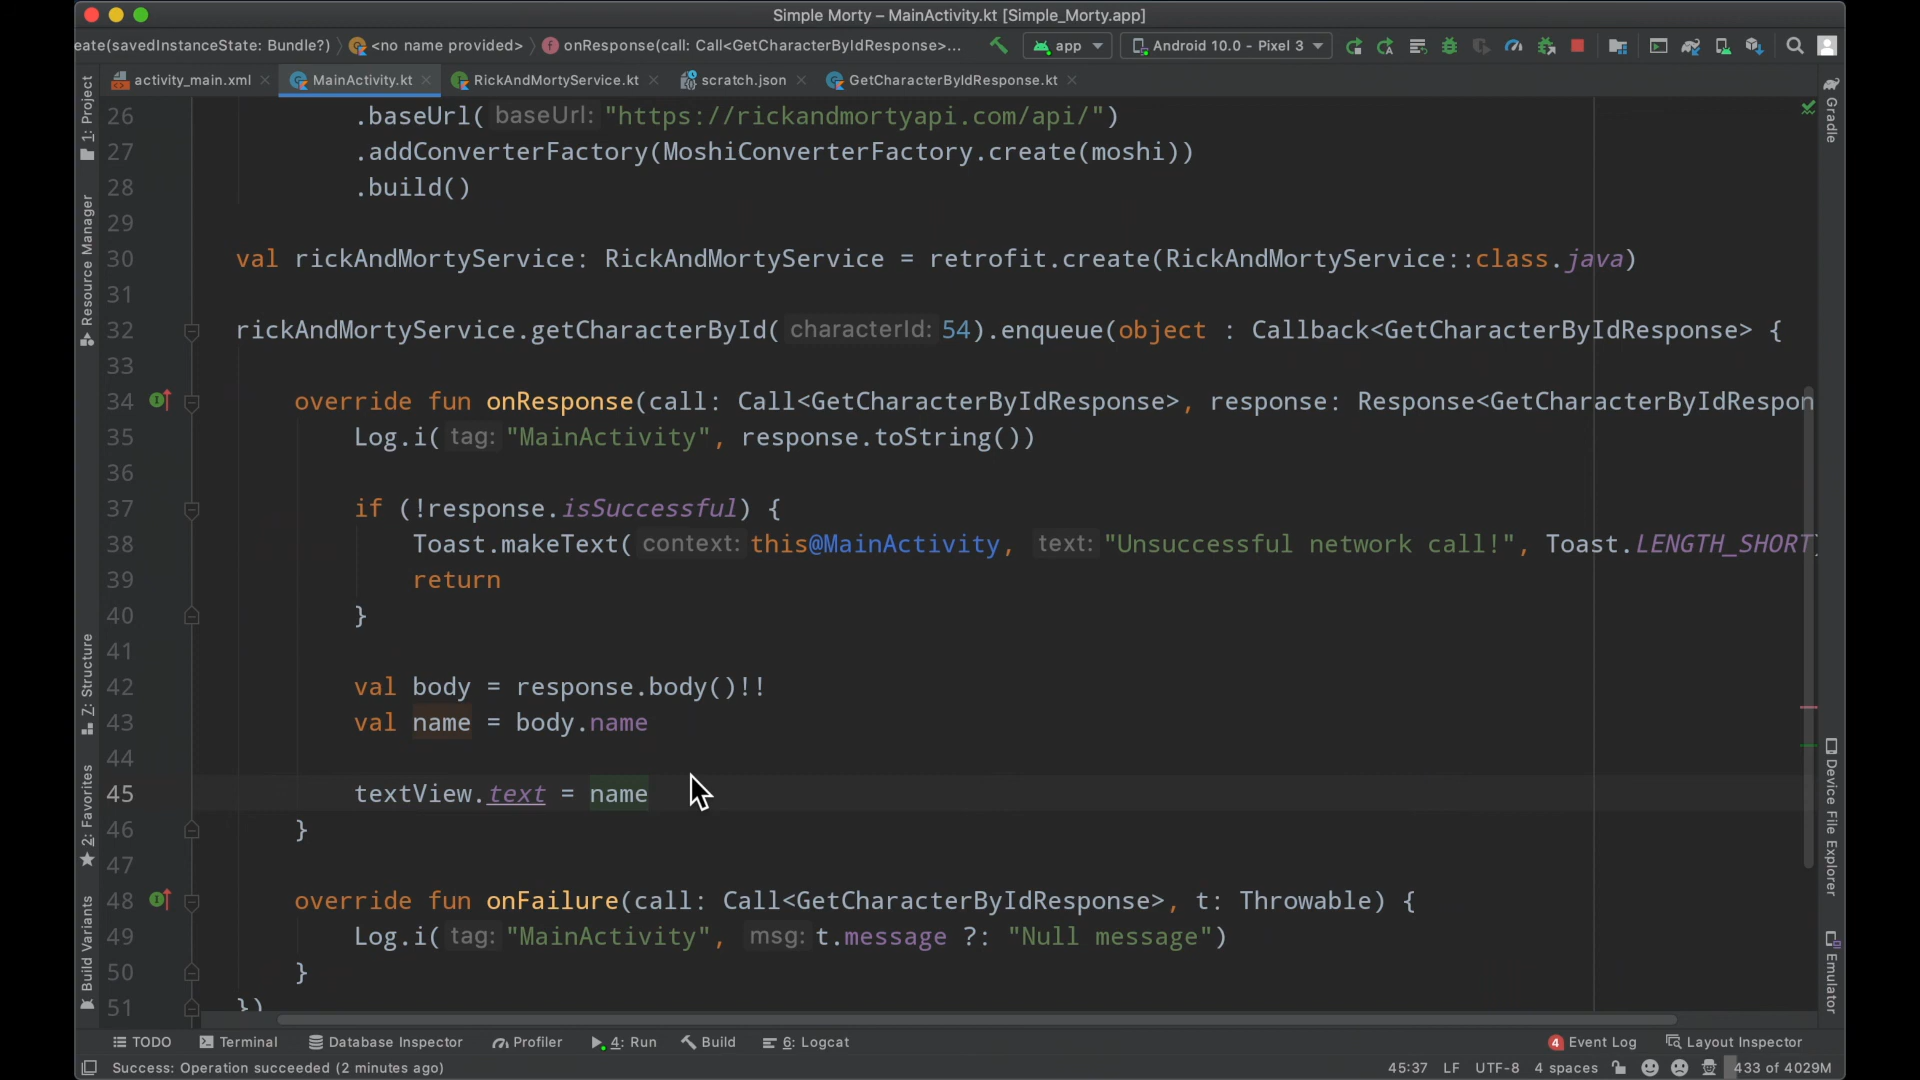 Simple Morty – MainActivity.kt [Simple_Morty.app]
eate(savedInstanceState: Bundle?) <no name provided> onResponse(call: Call<GetCharacterByIdResponse>... app Android 10.0 - Pixel 3
activity_main.xml MainActivity.kt RickAndMortyService.kt scratch.json GetCharacterByIdResponse.kt
1: Project
Resource Manager
Z: Structure
2: Favorites
Build Variants
26 .baseUrl( baseUrl: "https://rickandmortyapi.com/api/")
27 .addConverterFactory(MoshiConverterFactory.create(moshi))
28 .build()
29
30 val rickAndMortyService: RickAndMortyService = retrofit.create(RickAndMortyService::class.java)
31
32 rickAndMortyService.getCharacterById( characterId: 54).enqueue(object : Callback<GetCharacterByIdResponse> {
33
34 override fun onResponse(call: Call<GetCharacterByIdResponse>, response: Response<GetCharacterByIdRespon
35 Log.i( tag: "MainActivity", response.toString())
36
37 if (!response.isSuccessful) {
38 Toast.makeText( context: this@MainActivity, text: "Unsuccessful network call!", Toast.LENGTH_SHORT)
39 return
40 }
41
42 val body = response.body()!!
43 val name = body.name
44
45 textView.text = name
46 }
47
48 override fun onFailure(call: Call<GetCharacterByIdResponse>, t: Throwable) {
49 Log.i( tag: "MainActivity", msg: t.message ?: "Null message")
50 }
51 })
Gradle
Device File Explorer
Emulator
TODO Terminal Database Inspector Profiler 4: Run Build 6: Logcat 4 Event Log Layout Inspector
Success: Operation succeeded (2 minutes ago) 45:37 LF UTF-8 4 spaces 433 of 4029M